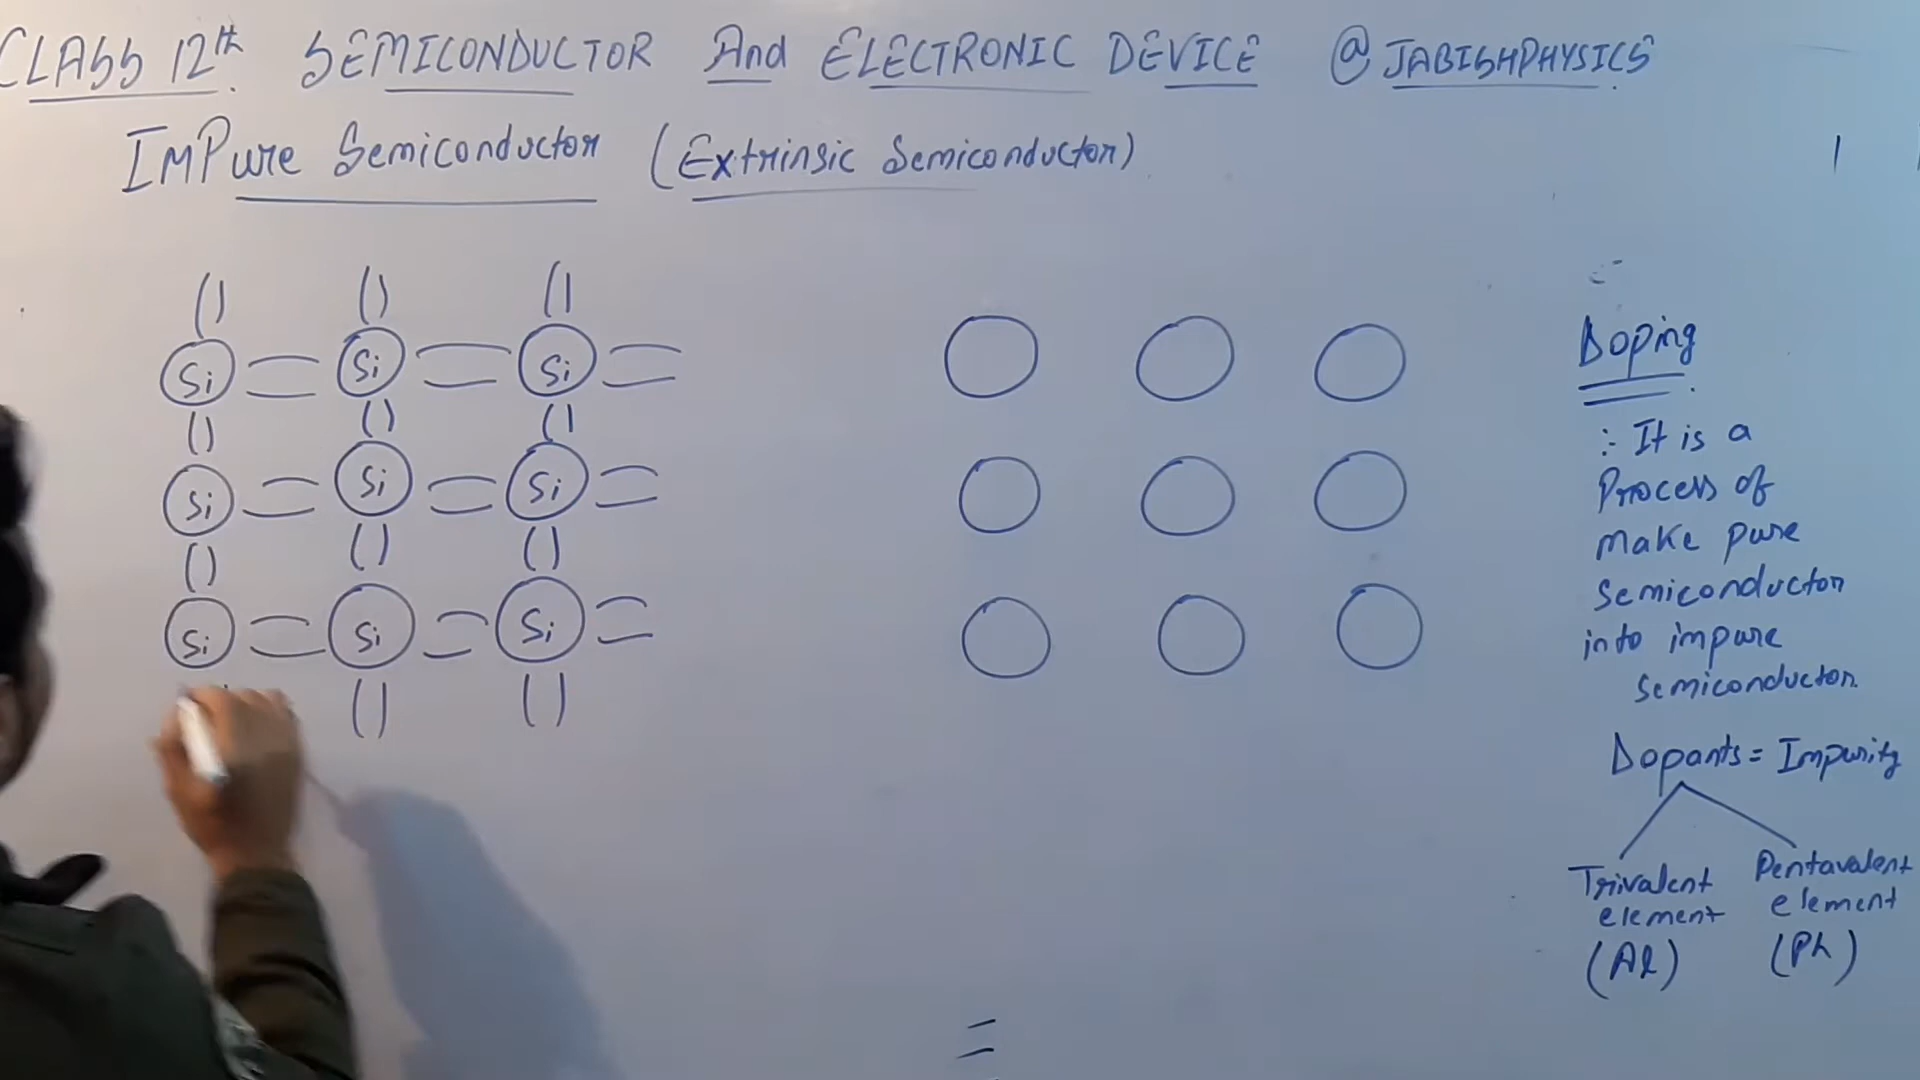 CLASS 12th SEMICONDUCTOR And ELECTRONIC DEVICE @JABISHPHYSICS
ImPure Semiconductor (Extrinsic Semiconductor)
Si Si Si
Si Si Si
Si Si Si
Doping
:- It is a
Process of
make pure
semiconductor
into impure
semiconductor.
Dopants = Impurity
Trivalent element (Al)
Pentavalent element (Ph)